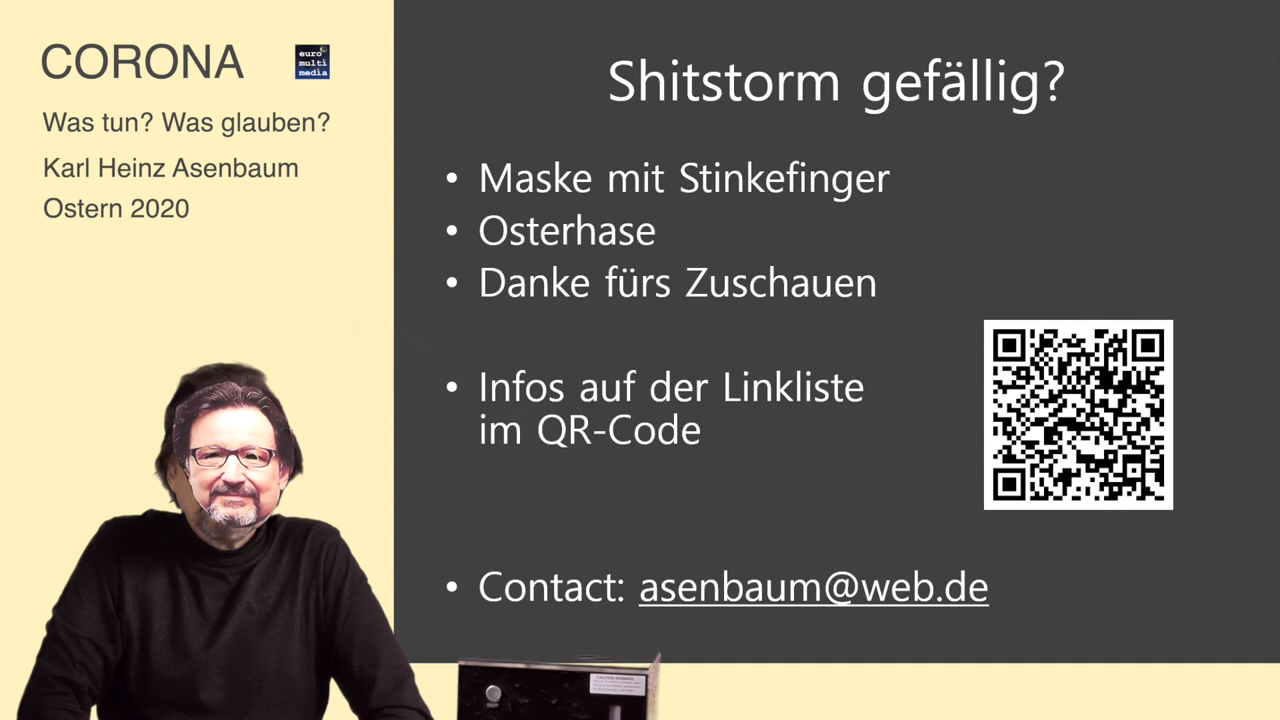 CORONA
euro
multi
media
Was tun? Was glauben?
Karl Heinz Asenbaum
Ostern 2020
Shitstorm gefällig?
• Maske mit Stinkefinger
• Osterhase
• Danke fürs Zuschauen
• Infos auf der Linkliste
im QR-Code
• Contact: asenbaum@web.de